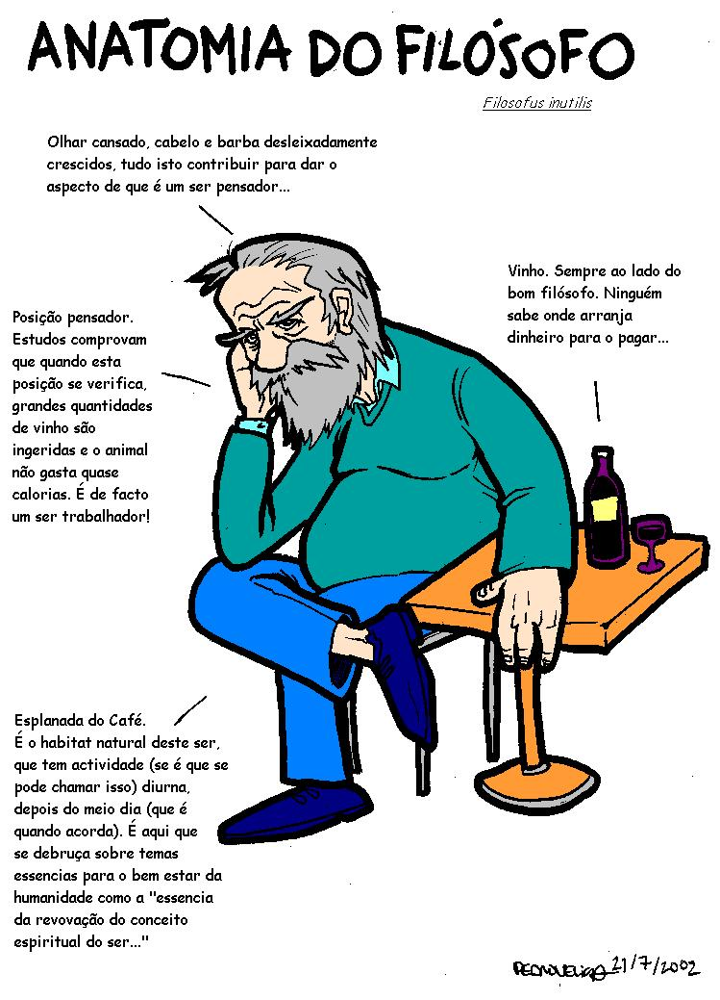 ANATOMIA DO FILÓSOFO
Filosofus inutilis
Olhar cansado, cabelo e barba desleixadamente
crescidos, tudo isto contribuir para dar o
aspecto de que é um ser pensador...
Vinho. Sempre ao lado do
bom filósofo. Ninguém
sabe onde arranja
dinheiro para o pagar...
Posição pensador.
Estudos comprovam
que quando esta
posição se verifica,
grandes quantidades
de vinho são
ingeridas e o animal
não gasta quase
calorias. É de facto
um ser trabalhador!
Esplanada do Café.
É o habitat natural deste ser,
que tem actividade (se é que se
pode chamar isso) diurna,
depois do meio dia (que é
quando acorda). É aqui que
se debruça sobre temas
essencias para o bem estar da
humanidade como a "essencia
da revovação do conceito
espiritual do ser..."
21/7/2002